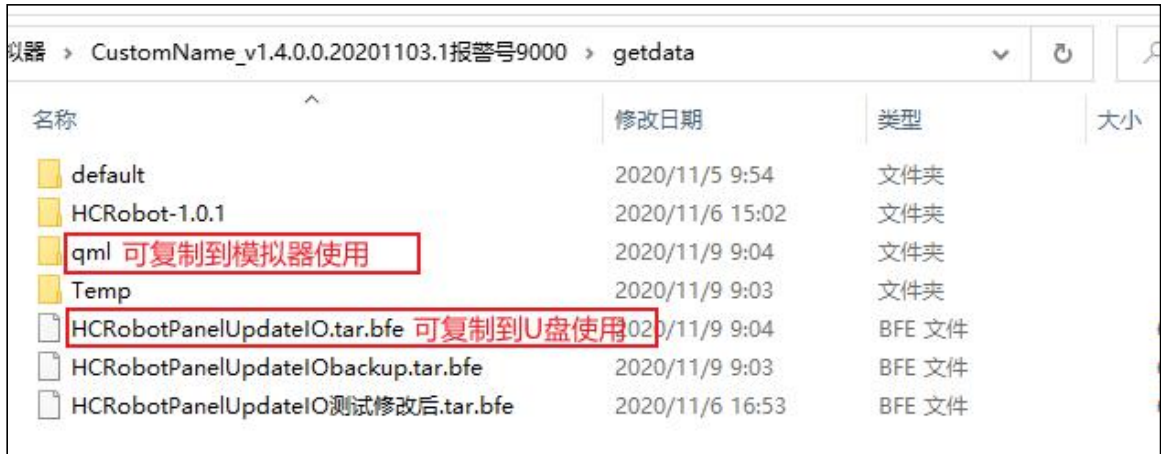 拟器 > CustomName_v1.4.0.0.20201103.1报警号9000 > getdata
名称 修改日期 类型 大小
default 2020/11/5 9:54 文件夹
HCRobot-1.0.1 2020/11/6 15:02 文件夹
qml 可复制到模拟器使用 2020/11/9 9:04 文件夹
Temp 2020/11/9 9:03 文件夹
HCRobotPanelUpdateIO.tar.bfe 可复制到U盘使用 2020/11/9 9:04 BFE 文件
HCRobotPanelUpdateIObackup.tar.bfe 2020/11/9 9:03 BFE 文件
HCRobotPanelUpdateIO测试修改后.tar.bfe 2020/11/6 16:53 BFE 文件